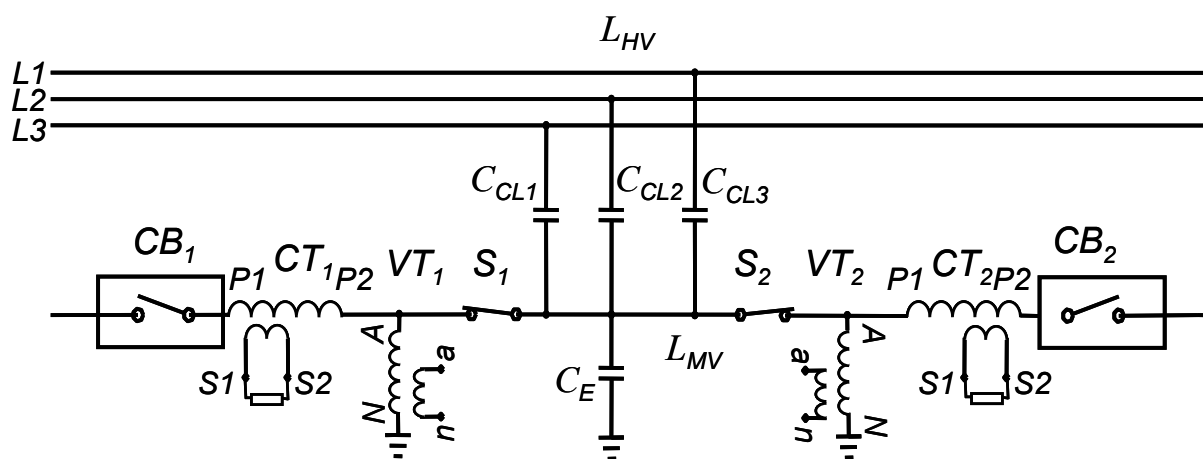 L_HV
L1
L2
L3
C_CL1 C_CL2 C_CL3
CB_1 CT_1 VT_1 S_1 S_2 VT_2 CT_2 CB_2
P1 P2 P1 P2
A a L_MV a A
S1 S2 C_E S1 S2
N n n N